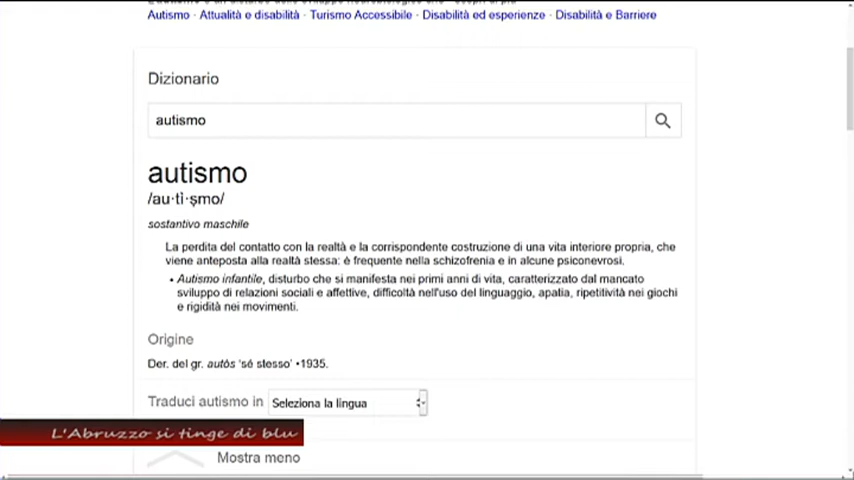 Autismo · Attualità e disabilità · Turismo Accessibile · Disabilità ed esperienze · Disabilità e Barriere
Dizionario
autismo
autismo
/au·tì·ṣmo/
sostantivo maschile
La perdita del contatto con la realtà e la corrispondente costruzione di una vita interiore propria, che
viene anteposta alla realtà stessa: è frequente nella schizofrenia e in alcune psiconevrosi.
• Autismo infantile, disturbo che si manifesta nei primi anni di vita, caratterizzato dal mancato
sviluppo di relazioni sociali e affettive, difficoltà nell'uso del linguaggio, apatia, ripetitività nei giochi
e rigidità nei movimenti.
Origine
Der. del gr. autós 'sé stesso' •1935.
Traduci autismo in Seleziona la lingua
L'Abruzzo si tinge di blu
Mostra meno